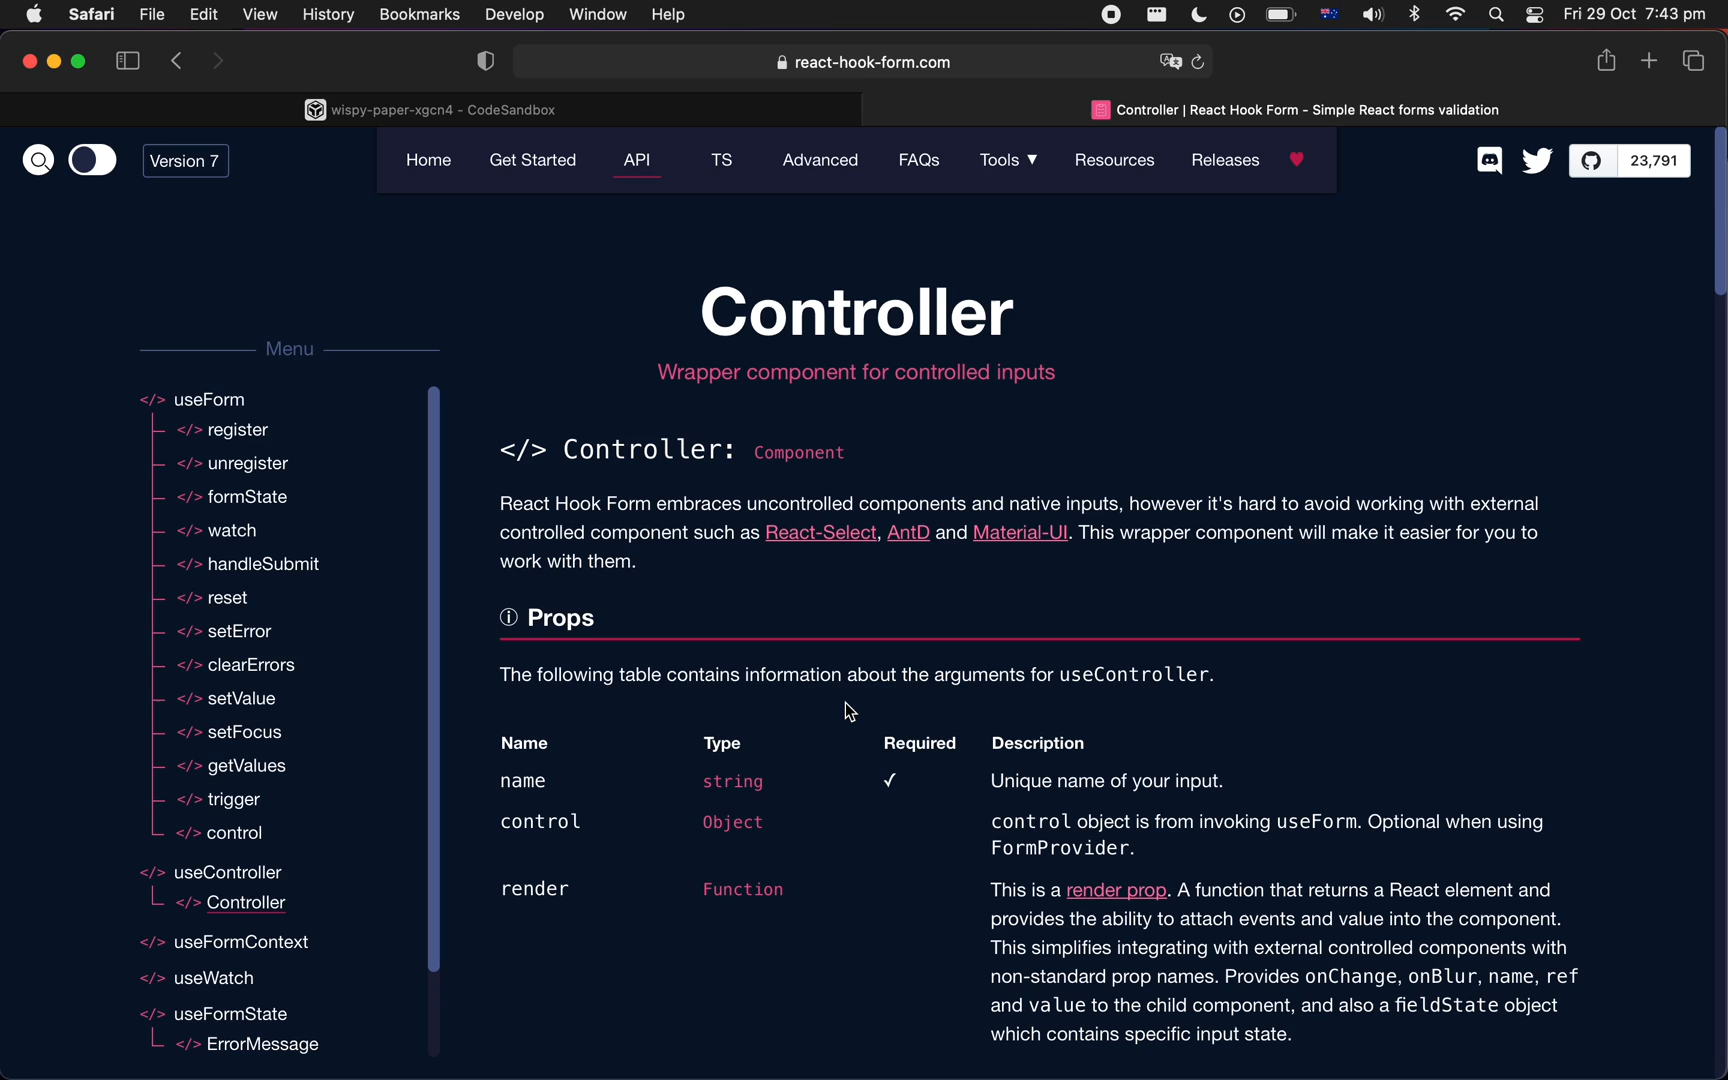 Safari File Edit View History Bookmarks Develop Window Help Fri 29 Oct 7:43 pm
react-hook-form.com
wispy-paper-xgcn4 - CodeSandbox
Controller | React Hook Form - Simple React forms validation
Version 7
Home Get Started API TS Advanced FAQs Tools ▼ Resources Releases
23,791
Controller
Wrapper component for controlled inputs
Menu
</> useForm
</> register
</> unregister
</> formState
</> watch
</> handleSubmit
</> reset
</> setError
</> clearErrors
</> setValue
</> setFocus
</> getValues
</> trigger
</> control
</> useController
</> Controller
</> useFormContext
</> useWatch
</> useFormState
</> ErrorMessage
</> Controller: Component
React Hook Form embraces uncontrolled components and native inputs, however it's hard to avoid working with external
controlled component such as React-Select, AntD and Material-UI. This wrapper component will make it easier for you to
work with them.
Props
The following table contains information about the arguments for useController.
Name Type Required Description
name string ✓ Unique name of your input.
control Object control object is from invoking useForm. Optional when using
FormProvider.
render Function This is a render prop. A function that returns a React element and
provides the ability to attach events and value into the component.
This simplifies integrating with external controlled components with
non-standard prop names. Provides onChange, onBlur, name, ref
and value to the child component, and also a fieldState object
which contains specific input state.